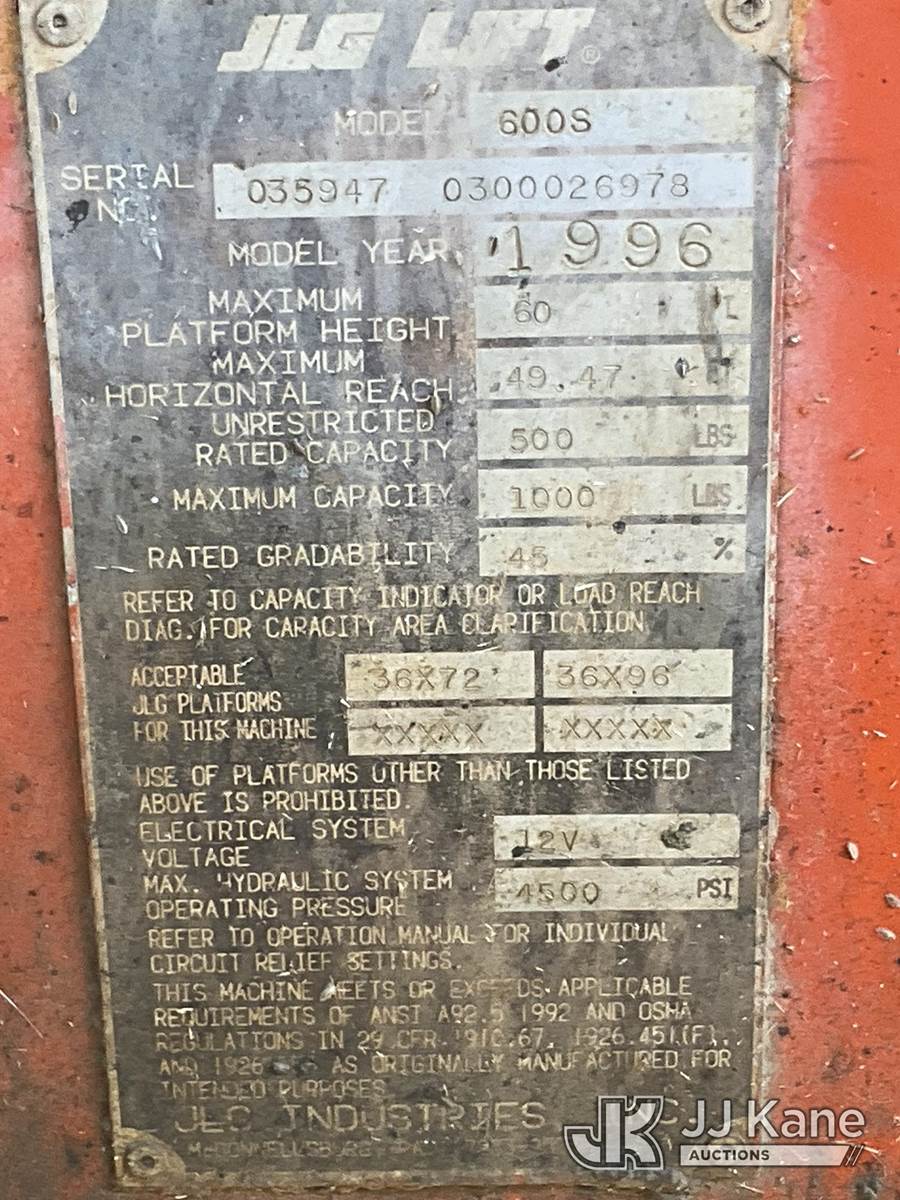 JLG LIFT®
MODEL 600S
SERIAL NO. 035947 0300026978
MODEL YEAR 1996
MAXIMUM
PLATFORM HEIGHT 60
MAXIMUM
HORIZONTAL REACH 49.47
UNRESTRICTED
RATED CAPACITY 500 LBS
MAXIMUM CAPACITY 1000 LBS
RATED GRADABILITY 45 %
REFER TO CAPACITY INDICATOR OR LOAD REACH
DIAG. FOR CAPACITY AREA CLARIFICATION
ACCEPTABLE 36X72 36X96
JLG PLATFORMS
FOR THIS MACHINE XXXXX XXXXX
USE OF PLATFORMS OTHER THAN THOSE LISTED
ABOVE IS PROHIBITED.
ELECTRICAL SYSTEM
VOLTAGE 12V
MAX. HYDRAULIC SYSTEM
OPERATING PRESSURE 4500 PSI
REFER TO OPERATION MANUAL FOR INDIVIDUAL
CIRCUIT RELIEF SETTINGS.
THIS MACHINE MEETS OR EXCEEDS APPLICABLE
REQUIREMENTS OF ANSI A92.5 1992 AND OSHA
REGULATIONS IN 29 CFR 1910.67, 1926.451(F),
AND 1926 AS ORIGINALLY MANUFACTURED FOR
INTENDED PURPOSES
JLG INDUSTRIES
JK JJ Kane
AUCTIONS